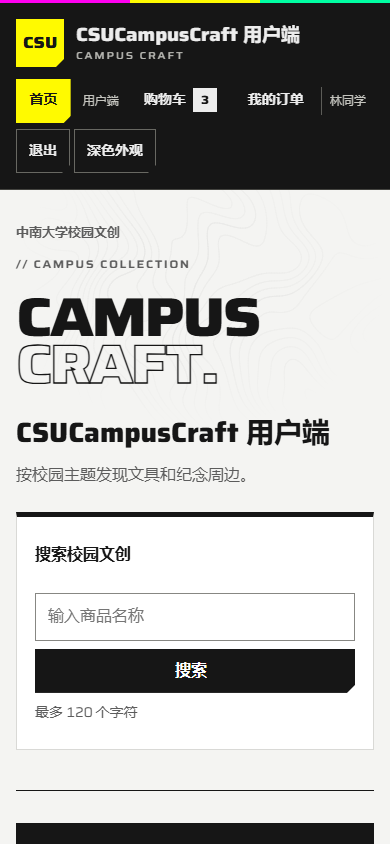 CSU
CSUCampusCraft 用户端
CAMPUS CRAFT
首页 用户端 购物车 3 我的订单 林同学
退出 深色外观
中南大学校园文创
// CAMPUS COLLECTION
CAMPUS
CRAFT.
CSUCampusCraft 用户端
按校园主题发现文具和纪念周边。
搜索校园文创
输入商品名称
搜索
最多 120 个字符